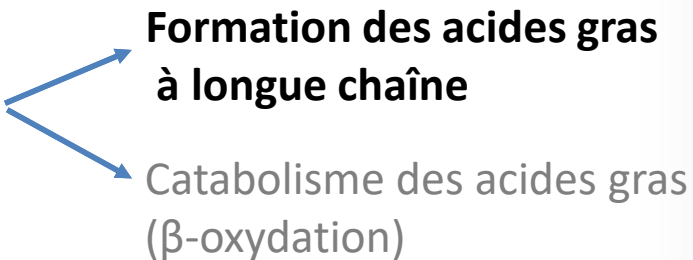 Formation des acides gras
à longue chaîne
Catabolisme des acides gras
(β-oxydation)